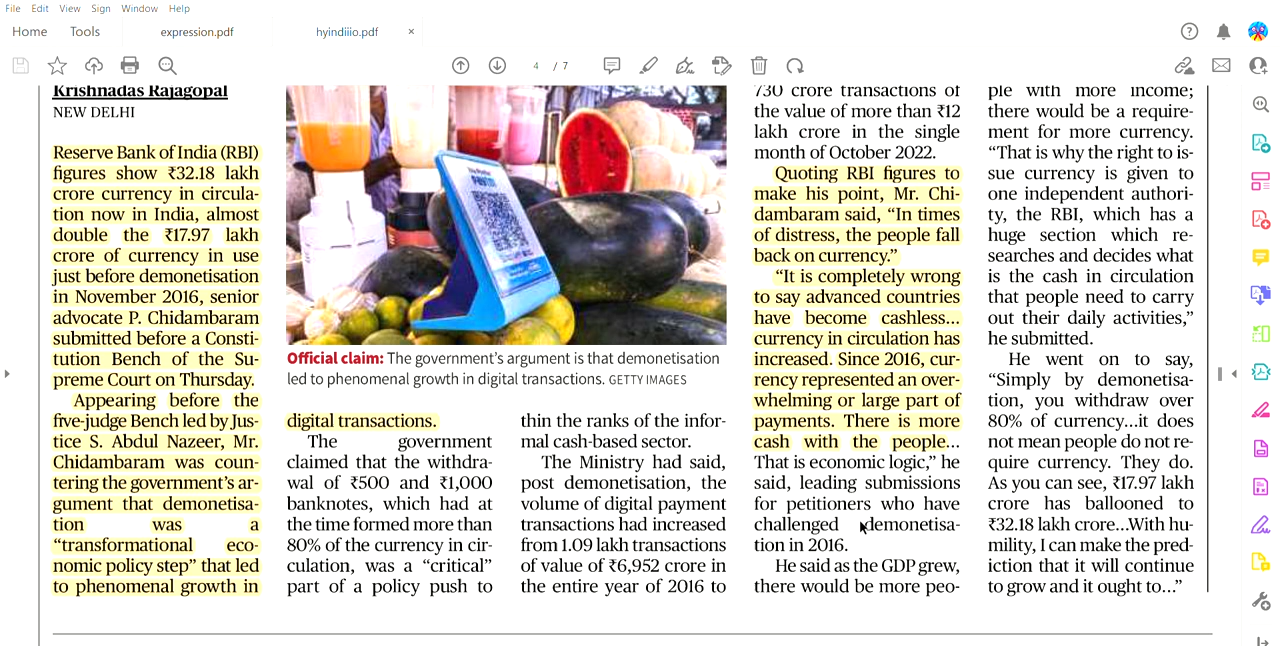 File Edit View Sign Window Help
Home Tools expression.pdf hyindiiio.pdf ×
4 / 7
Krishnadas Rajagopal
NEW DELHI
Reserve Bank of India (RBI)
figures show ₹32.18 lakh
crore currency in circula-
tion now in India, almost
double the ₹17.97 lakh
crore of currency in use
just before demonetisation
in November 2016, senior
advocate P. Chidambaram
submitted before a Consti-
tution Bench of the Su-
preme Court on Thursday.
Appearing before the
five-judge Bench led by Jus-
tice S. Abdul Nazeer, Mr.
Chidambaram was coun-
tering the government's ar-
gument that demonetisa-
tion was a
“transformational eco-
nomic policy step” that led
to phenomenal growth in
Official claim: The government's argument is that demonetisation
led to phenomenal growth in digital transactions. GETTY IMAGES
digital transactions.
The government
claimed that the withdra-
wal of ₹500 and ₹1,000
banknotes, which had at
the time formed more than
80% of the currency in cir-
culation, was a “critical”
part of a policy push to
thin the ranks of the infor-
mal cash-based sector.
The Ministry had said,
post demonetisation, the
volume of digital payment
transactions had increased
from 1.09 lakh transactions
of value of ₹6,952 crore in
the entire year of 2016 to
730 crore transactions of
the value of more than ₹12
lakh crore in the single
month of October 2022.
Quoting RBI figures to
make his point, Mr. Chi-
dambaram said, “In times
of distress, the people fall
back on currency.”
“It is completely wrong
to say advanced countries
have become cashless...
currency in circulation has
increased. Since 2016, cur-
rency represented an over-
whelming or large part of
payments. There is more
cash with the people...
That is economic logic,” he
said, leading submissions
for petitioners who have
challenged demonetisa-
tion in 2016.
He said as the GDP grew,
there would be more peo-
ple with more income;
there would be a require-
ment for more currency.
“That is why the right to is-
sue currency is given to
one independent authori-
ty, the RBI, which has a
huge section which re-
searches and decides what
is the cash in circulation
that people need to carry
out their daily activities,”
he submitted.
He went on to say,
“Simply by demonetisa-
tion, you withdraw over
80% of currency...it does
not mean people do not re-
quire currency. They do.
As you can see, ₹17.97 lakh
crore has ballooned to
₹32.18 lakh crore...With hu-
mility, I can make the pred-
iction that it will continue
to grow and it ought to...”